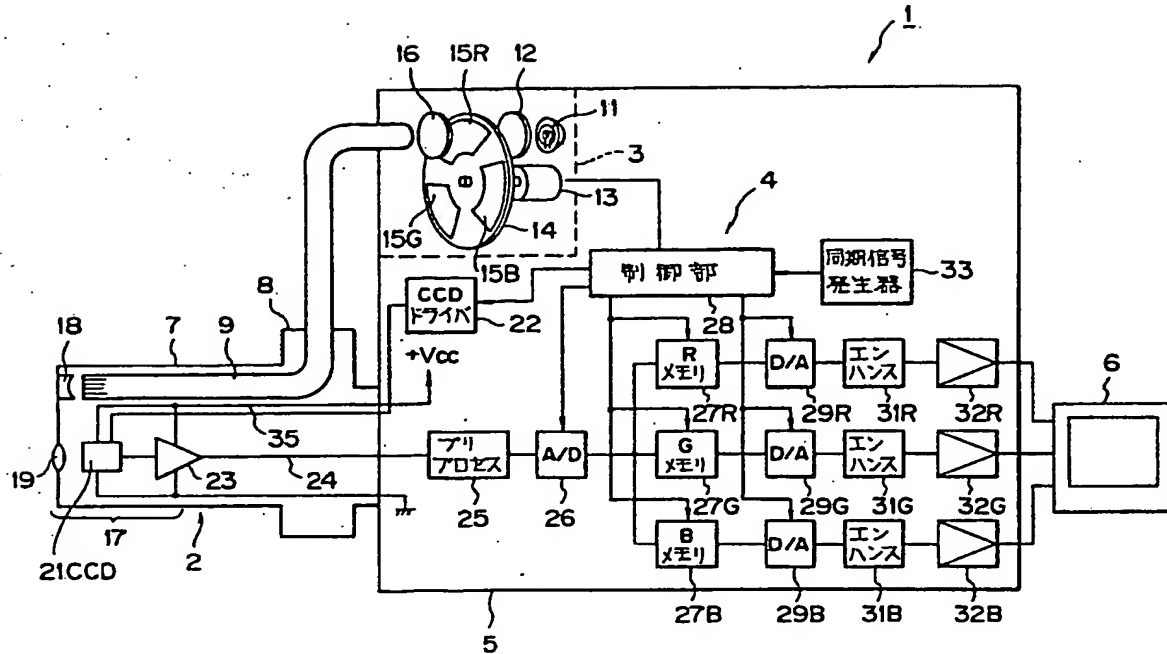 1
16
15R
12
11
3
13
4
15G
14
15B
制御部
28
同期信号
発生器
33
CCD
ドライバ
22
+Vcc
8
18
7
9
35
19
23
24
17
2
21.CCD
プリ
プロセス
25
A/D
26
R
メモリ
27R
D/A
29R
エン
ハンス
31R
32R
6
G
メモリ
27G
D/A
29G
エン
ハンス
31G
32G
B
メモリ
27B
D/A
29B
エン
ハンス
31B
32B
5